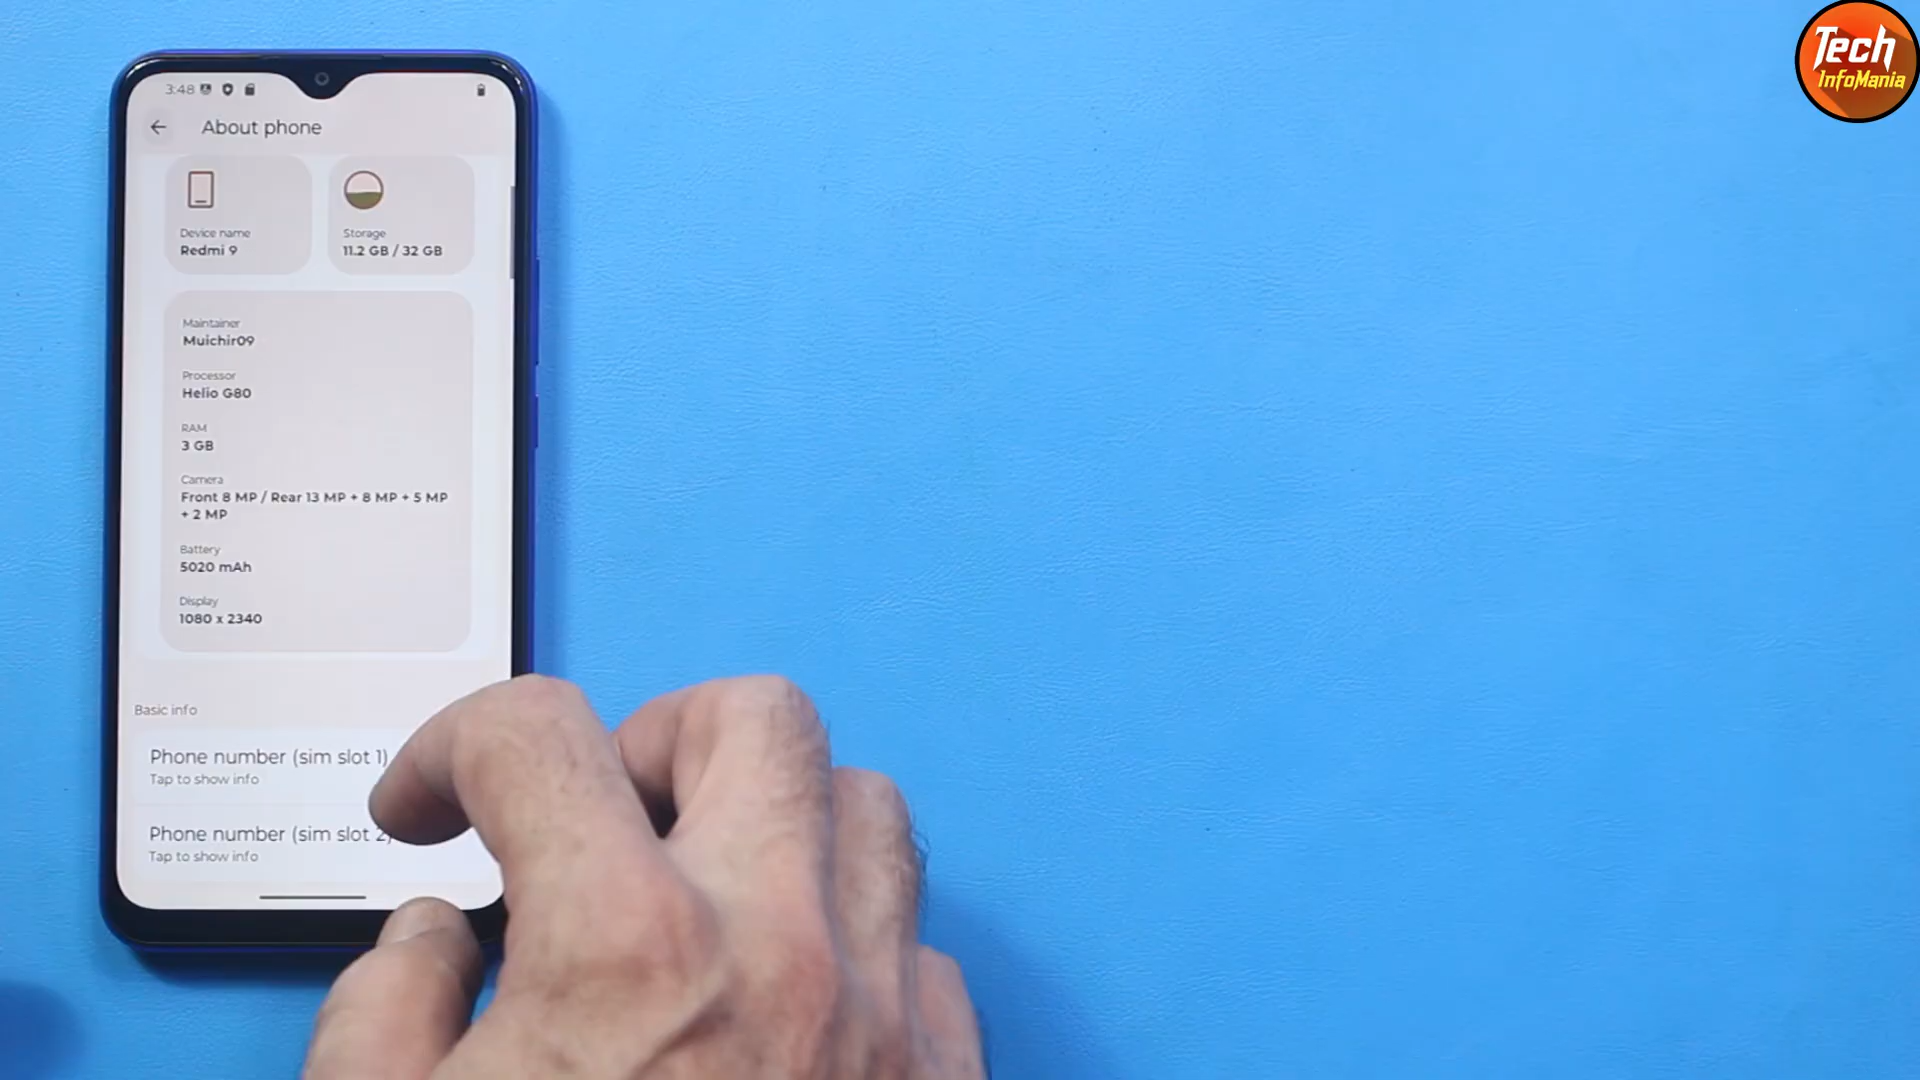 Tech
InfoMania
3:48
About phone
Device name
Redmi 9
Storage
11.2 GB / 32 GB
Maintainer
Muichir09
Processor
Helio G80
RAM
3 GB
Camera
Front 8 MP / Rear 13 MP + 8 MP + 5 MP
+ 2 MP
Battery
5020 mAh
Display
1080 x 2340
Basic info
Phone number (sim slot 1)
Tap to show info
Phone number (sim slot 2)
Tap to show info